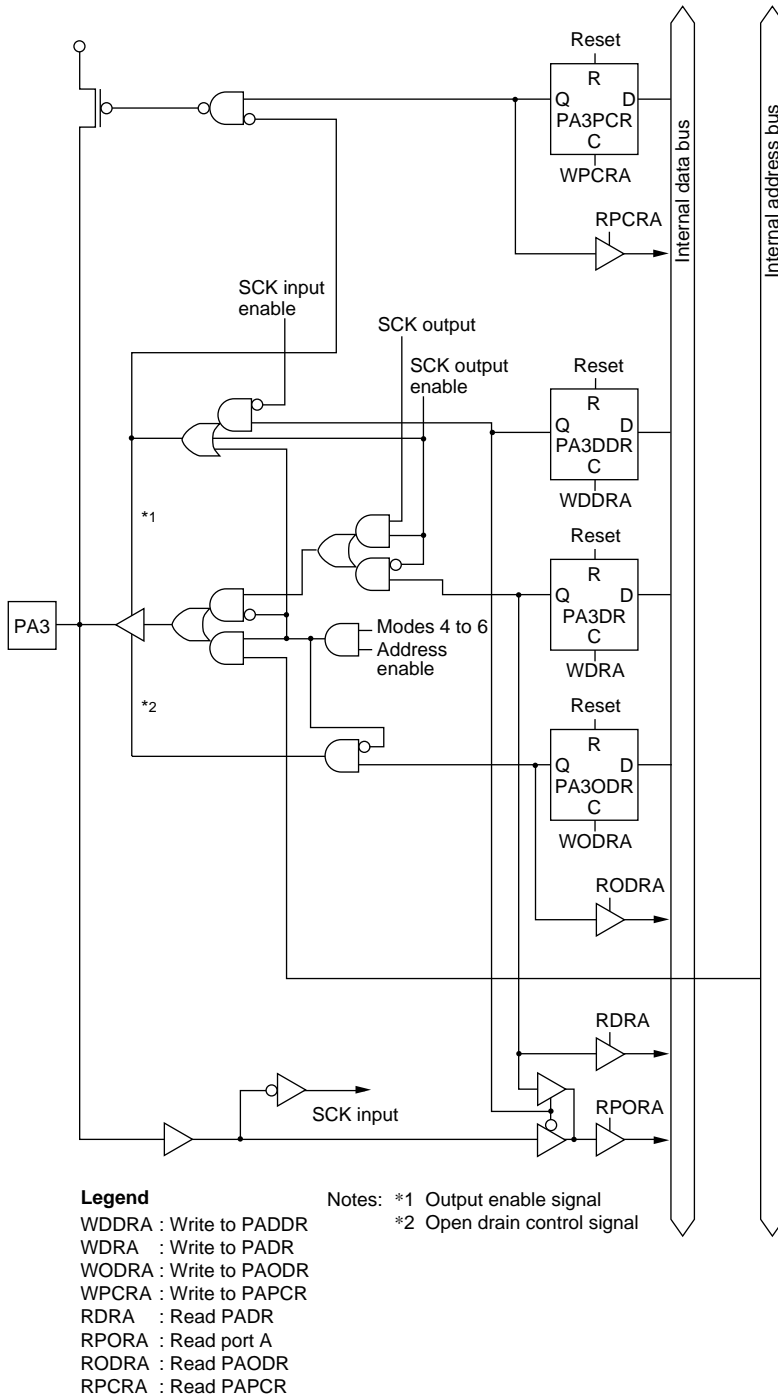 Reset
R
Q D
PA3PCR
C
WPCRA
RPCRA
Internal data bus
Internal address bus
SCK input
enable
SCK output
SCK output
enable
Reset
R
Q D
PA3DDR
C
WDDRA
*1
Reset
R
Q D
PA3DR
C
WDRA
PA3
Modes 4 to 6
Address
enable
*2
Reset
R
Q D
PA3ODR
C
WODRA
RODRA
RDRA
SCK input
RPORA
Legend
WDDRA : Write to PADDR
WDRA : Write to PADR
WODRA : Write to PAODR
WPCRA : Write to PAPCR
RDRA : Read PADR
RPORA : Read port A
RODRA : Read PAODR
RPCRA : Read PAPCR
Notes: *1 Output enable signal
*2 Open drain control signal